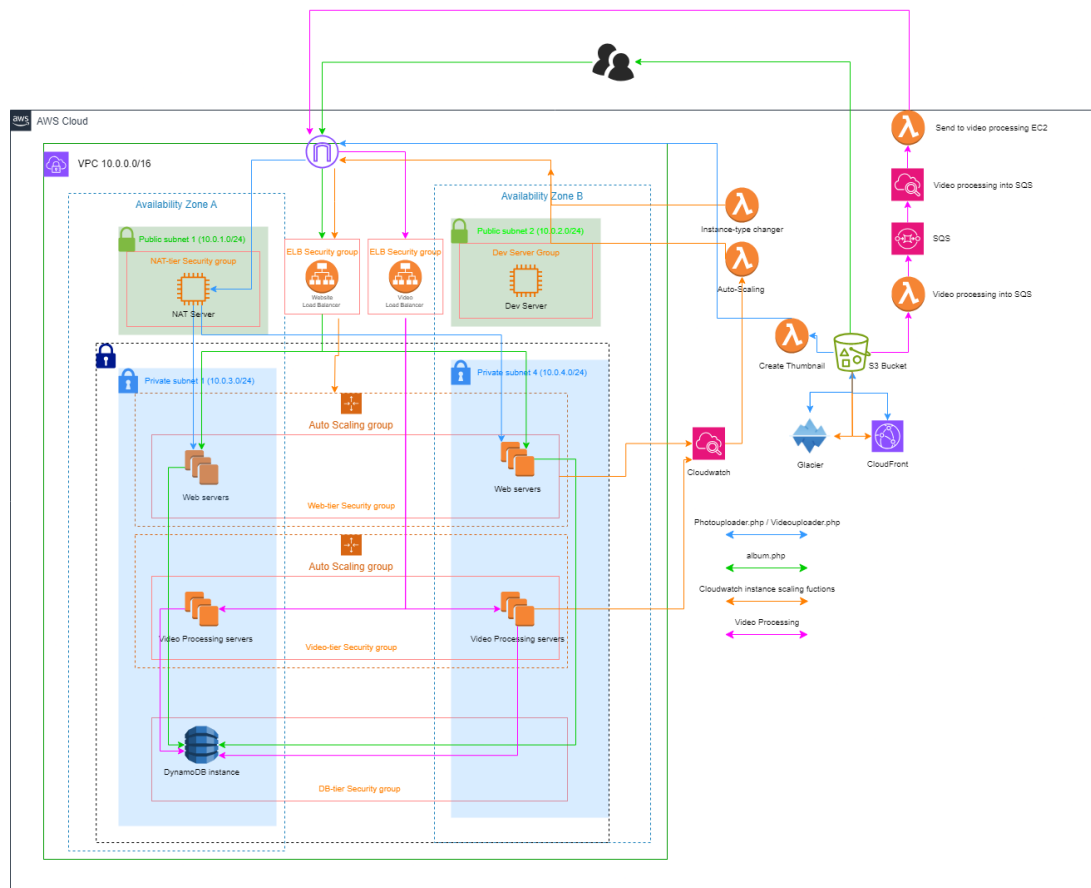 aws
AWS Cloud
Send to video processing EC2
VPC 10.0.0.0/16
Video processing into SQS
Availability Zone A
Availability Zone B
Instance-type changer
Public subnet 1 (10.0.1.0/24)
Public subnet 2 (10.0.2.0/24)
SQS
NAT-tier Security group
ELB Security group
ELB Security group
Dev Server Group
Auto-Scaling
Video processing into SQS
Website
Load Balancer
Video
Load Balancer
NAT Server
Dev Server
Create Thumbnail
S3 Bucket
Private subnet 1 (10.0.3.0/24)
Private subnet 4 (10.0.4.0/24)
Auto Scaling group
Glacier
CloudFront
Cloudwatch
Web servers
Web servers
Web-tier Security group
Photouploader.php / Videouploader.php
album.php
Auto Scaling group
Cloudwatch instance scaling fuctions
Video Processing
Video Processing servers
Video Processing servers
Video-tier Security group
DynamoDB instance
DB-tier Security group